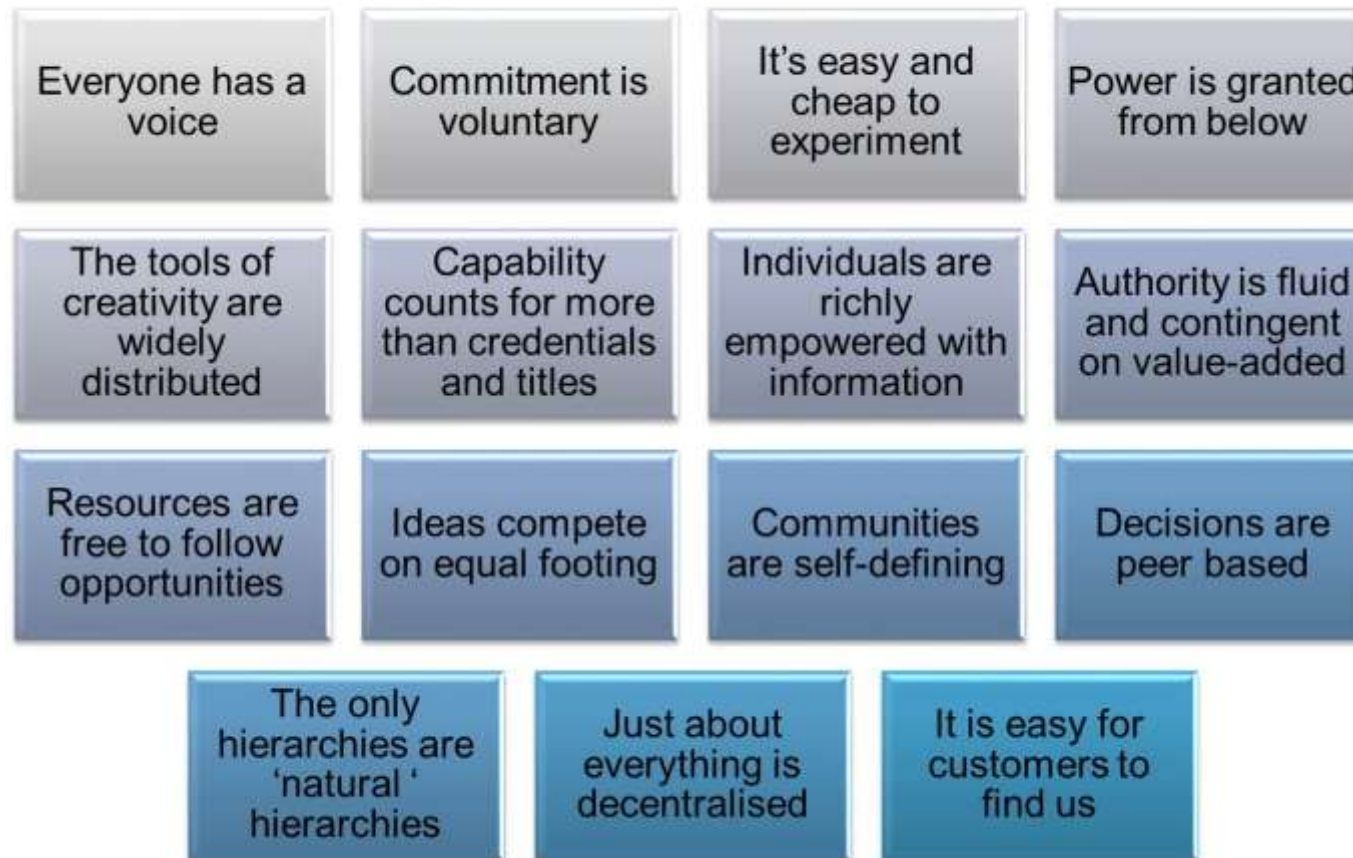 Everyone has a
voice
Commitment is
voluntary
It's easy and
cheap to
experiment
Power is granted
from below
The tools of
creativity are
widely
distributed
Capability
counts for more
than credentials
and titles
Individuals are
richly
empowered with
information
Authority is fluid
and contingent
on value-added
Resources are
free to follow
opportunities
Ideas compete
on equal footing
Communities
are self-defining
Decisions are
peer based
The only
hierarchies are
‘natural ‘
hierarchies
Just about
everything is
decentralised
It is easy for
customers to
find us